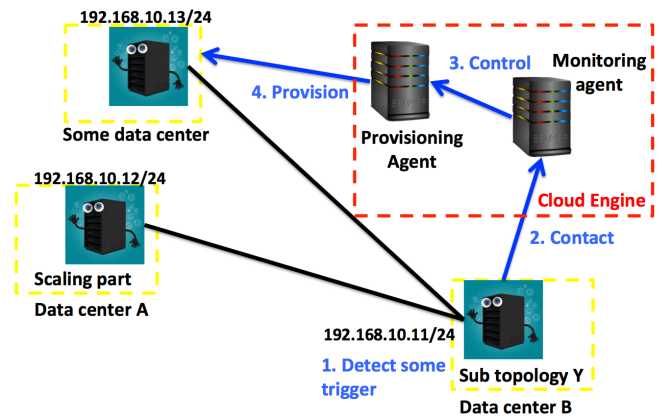 192.168.10.13/24
Some data center
4. Provision
3. Control
Monitoring
agent
Provisioning
Agent
Cloud Engine
192.168.10.12/24
Scaling part
Data center A
2. Contact
192.168.10.11/24
1. Detect some
trigger
Sub topology Y
Data center B